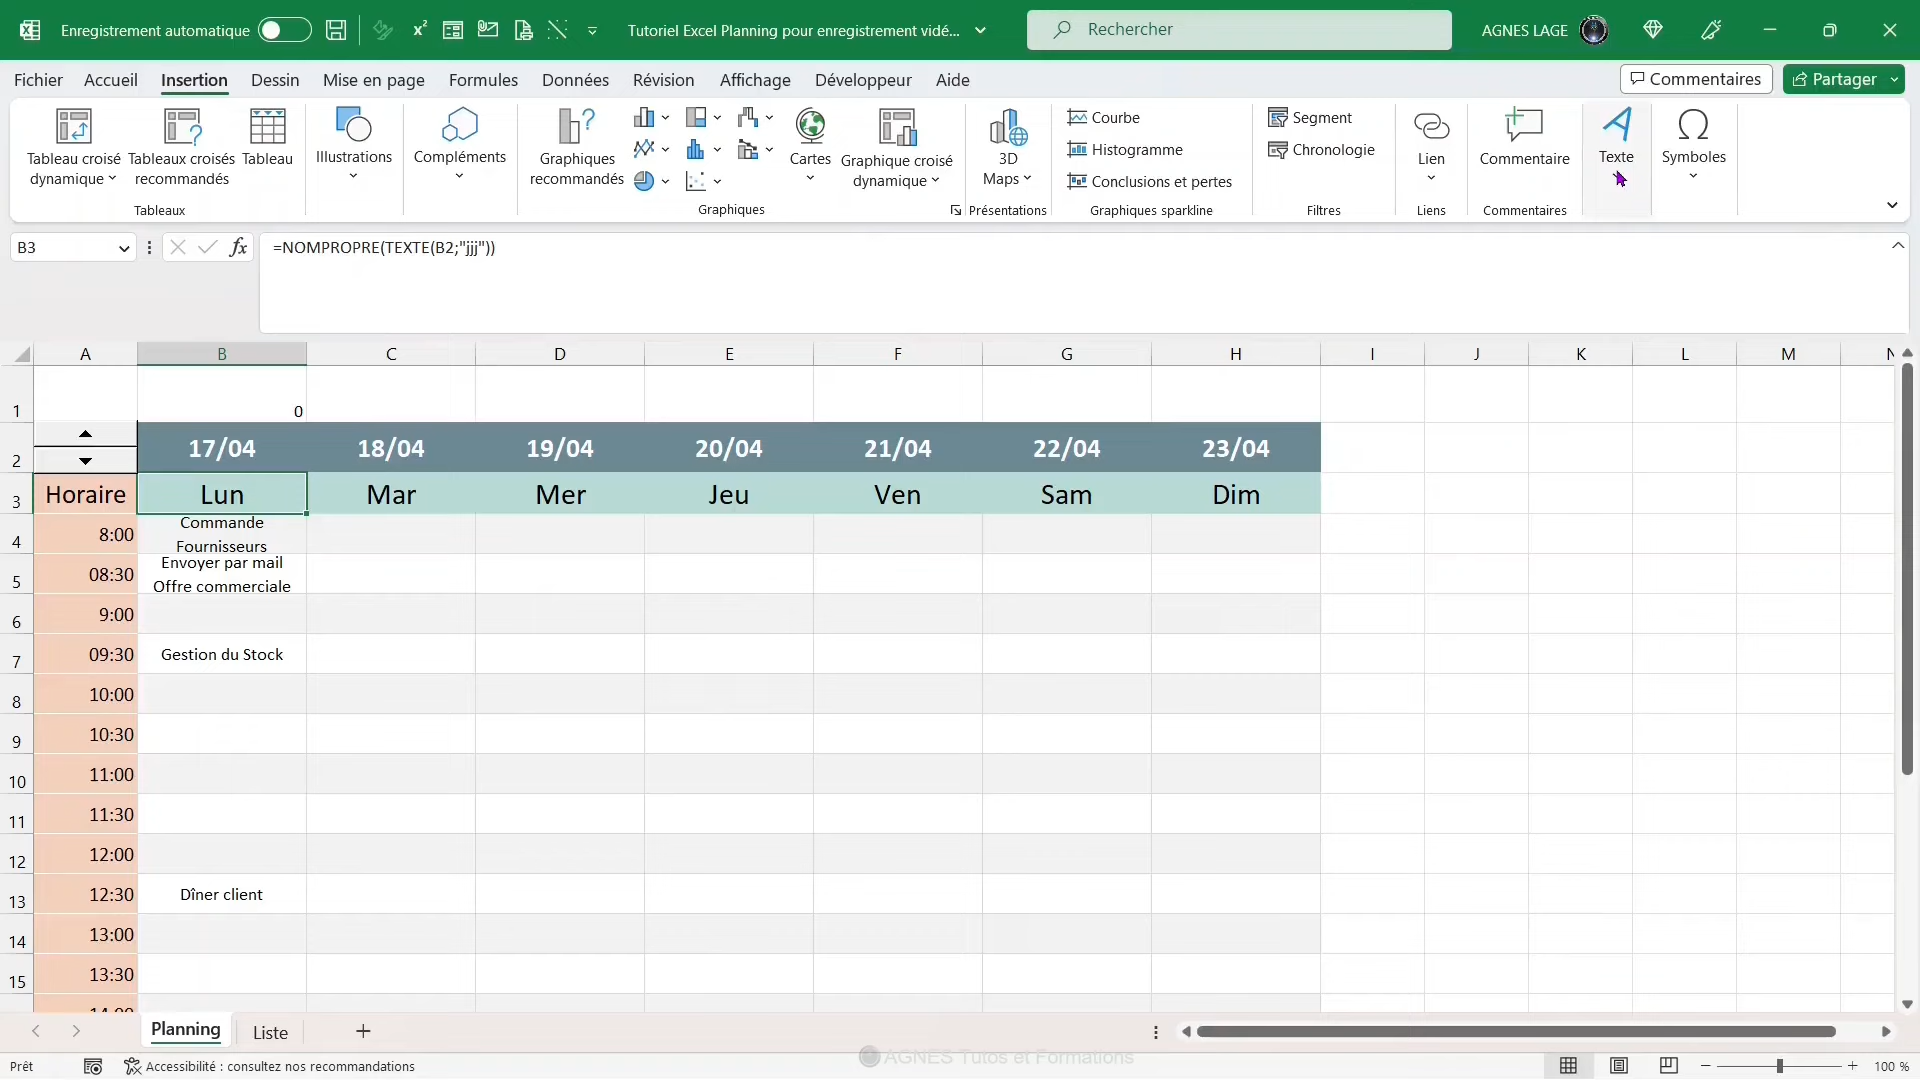 Enregistrement automatique
x²
Tutoriel Excel Planning pour enregistrement vidé...
Rechercher
AGNES LAGE
Fichier Accueil Insertion Dessin Mise en page Formules Données Révision Affichage Développeur Aide
Commentaires Partager
Tableau croisé dynamique
Tableaux croisés recommandés
Tableau
Tableaux
Illustrations
Compléments
Graphiques recommandés
Cartes
Graphique croisé dynamique
Graphiques
3D Maps
Présentations
Courbe
Histogramme
Conclusions et pertes
Graphiques sparkline
Segment
Chronologie
Filtres
Lien
Liens
Commentaire
Commentaires
Texte
Symboles
B3
fx
=NOMPROPRE(TEXTE(B2;"jjj"))
A B C D E F G H I J K L M N
1 0
2 17/04 18/04 19/04 20/04 21/04 22/04 23/04
3 Horaire Lun Mar Mer Jeu Ven Sam Dim
4 8:00 Commande Fournisseurs
5 08:30 Envoyer par mail Offre commerciale
6 9:00
7 09:30 Gestion du Stock
8 10:00
9 10:30
10 11:00
11 11:30
12 12:00
13 12:30 Dîner client
14 13:00
15 13:30
14:00
Planning Liste
AGNES Tutos et Formations
Prêt
Accessibilité : consultez nos recommandations
100 %